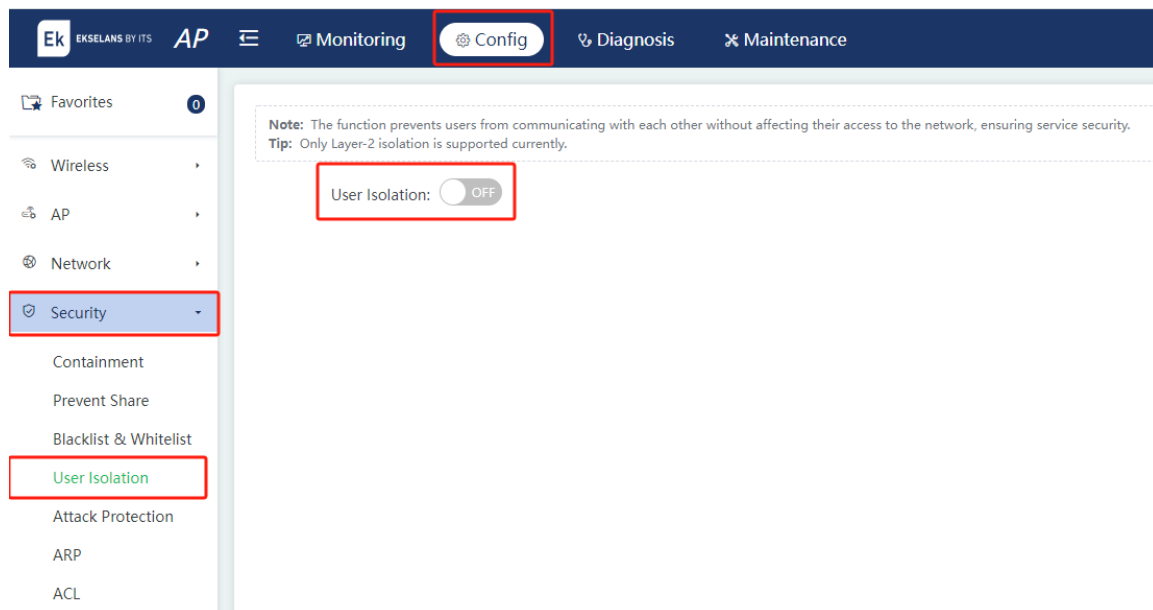 Ek EKSELANS BY ITS AP Monitoring Config Diagnosis Maintenance
Favorites 0
Note: The function prevents users from communicating with each other without affecting their access to the network, ensuring service security.
Tip: Only Layer-2 isolation is supported currently.
Wireless
User Isolation: OFF
AP
Network
Security
Containment
Prevent Share
Blacklist & Whitelist
User Isolation
Attack Protection
ARP
ACL